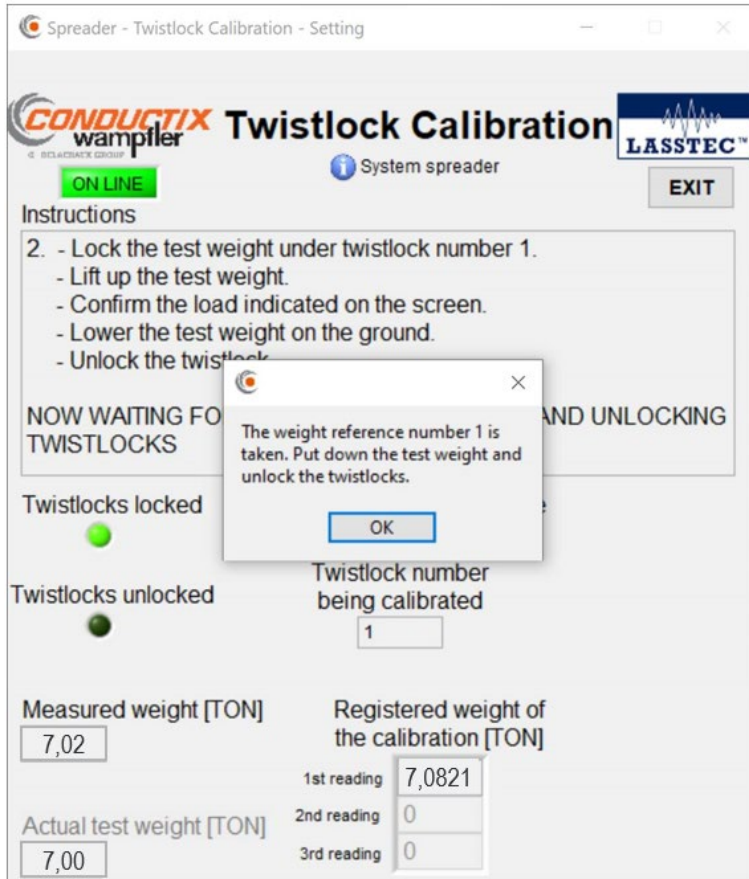 Spreader - Twistlock Calibration - Setting
CONDUCTIX
wampfler
Twistlock Calibration
LASSTEC™
System spreader
ON LINE
EXIT
Instructions
2. - Lock the test weight under twistlock number 1.
- Lift up the test weight.
- Confirm the load indicated on the screen.
- Lower the test weight on the ground.
- Unlock the
NOW WAITING AND UNLOCKING
TWISTLOCKS
The weight reference number 1 is
taken. Put down the test weight and
unlock the twistlocks.
OK
Twistlocks locked
Twistlocks unlocked
Twistlock number
being calibrated
1
Measured weight [TON]
7,02
Registered weight of
the calibration [TON]
1st reading 7,0821
2nd reading 0
3rd reading 0
Actual test weight [TON]
7,00